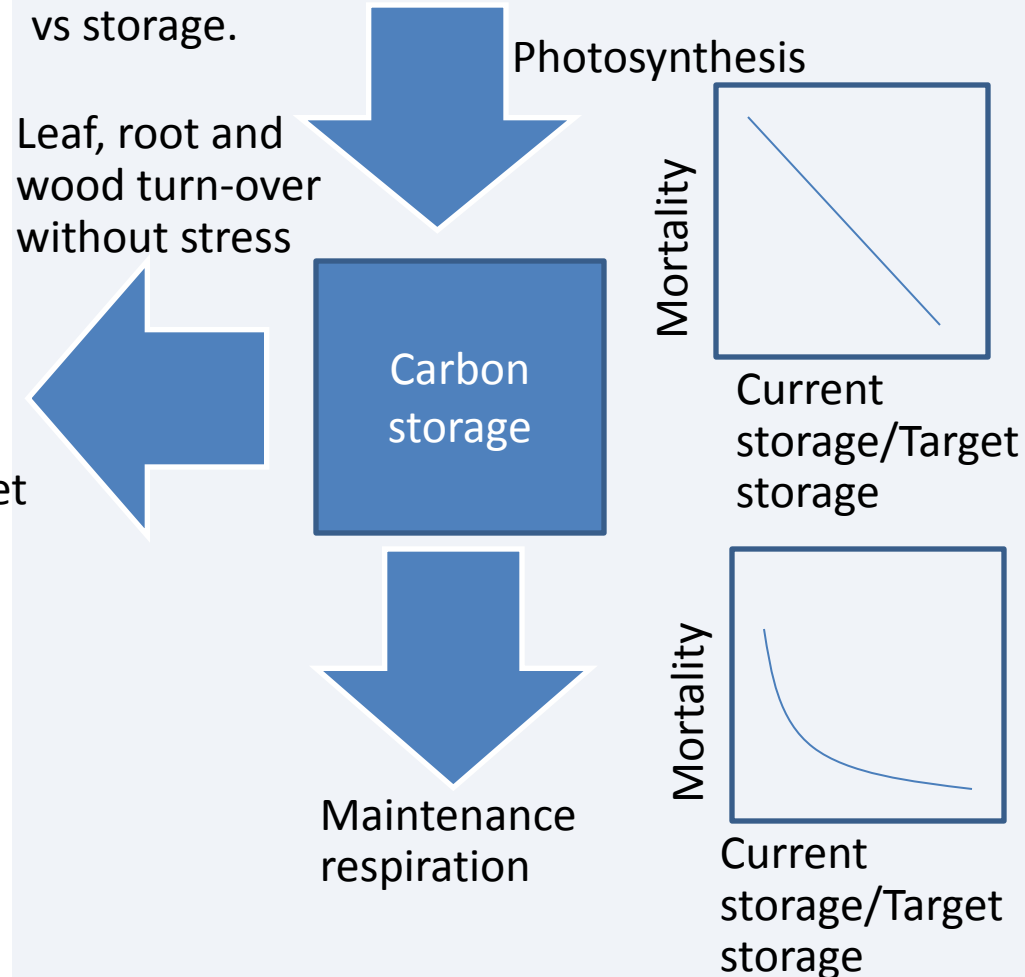 vs storage.
Photosynthesis
Leaf, root and
wood turn-over
without stress
Carbon
storage
Mortality
Current
storage/Target
storage
et
Mortality
Maintenance
respiration
Current
storage/Target
storage